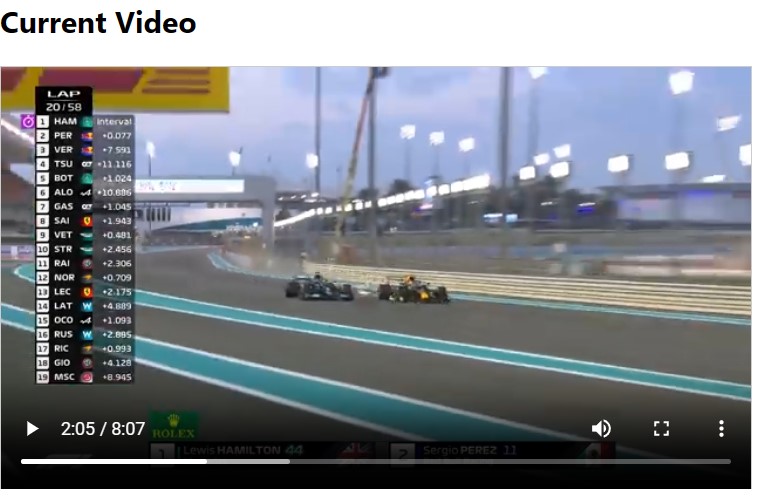 Current Video
LAP
20/58
1 HAM Interval
2 PER +0.077
3 VER +7.591
4 TSU +11.116
5 BOT +1.024
6 ALO +10.886
7 GAS +1.045
8 SAI +1.943
9 VET +0.481
10 STR +2.456
11 RAI +2.306
12 NOR +0.709
13 LEC +2.175
14 LAT +4.889
15 OCO +1.093
16 RUS +2.885
17 RIC +0.993
18 GIO +4.128
19 MSC +8.945
2:05 / 8:07
ROLEX
1 Lewis HAMILTON 44
2 Sergio PEREZ 11